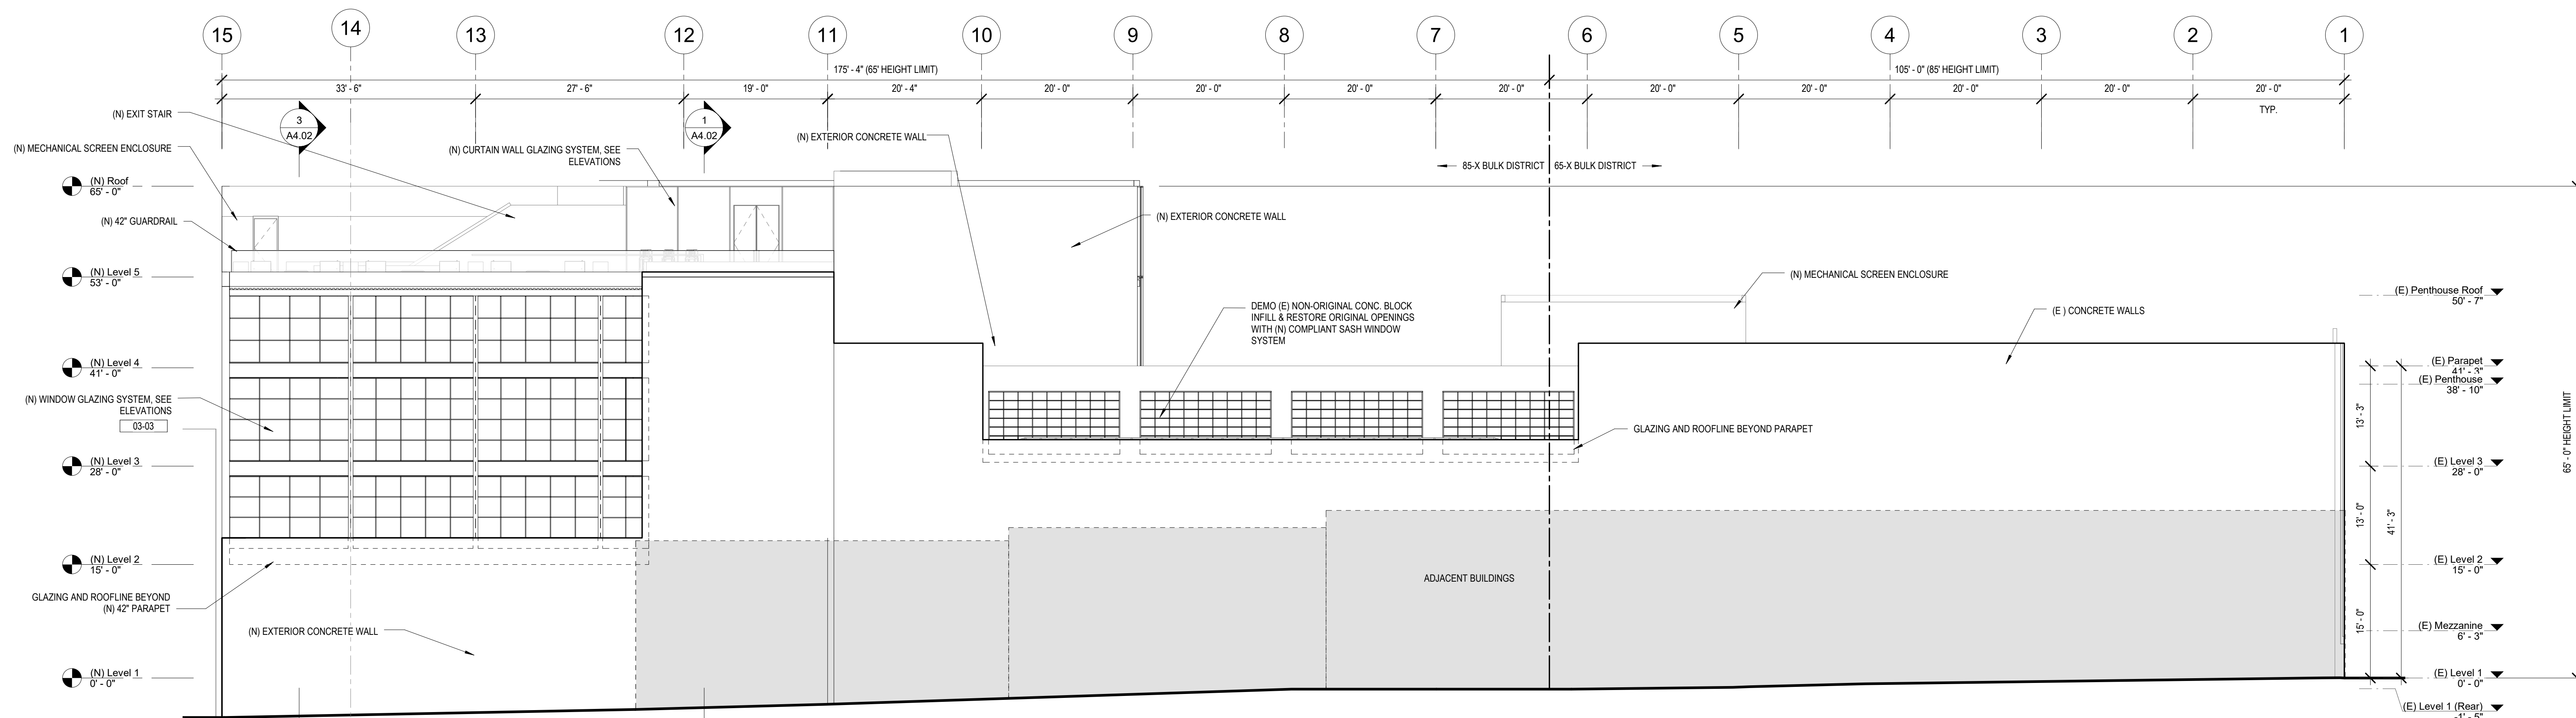 15
14
13
12
11
10
9
8
7
6
5
4
3
2
1
175' - 4" (65' HEIGHT LIMIT)
105' - 0" (85' HEIGHT LIMIT)
33' - 6"
27' - 6"
19' - 0"
20' - 4"
20' - 0"
20' - 0"
20' - 0"
20' - 0"
20' - 0"
20' - 0"
20' - 0"
20' - 0"
20' - 0"
TYP.
(N) EXIT STAIR
3
A4.02
1
A4.02
(N) EXTERIOR CONCRETE WALL
(N) MECHANICAL SCREEN ENCLOSURE
(N) CURTAIN WALL GLAZING SYSTEM, SEE
ELEVATIONS
85-X BULK DISTRICT
65-X BULK DISTRICT
(N) Roof
65' - 0"
(N) 42" GUARDRAIL
(N) EXTERIOR CONCRETE WALL
(N) Level 5
53' - 0"
(N) MECHANICAL SCREEN ENCLOSURE
(E) Penthouse Roof
50' - 7"
DEMO (E) NON-ORIGINAL CONC. BLOCK
INFILL & RESTORE ORIGINAL OPENINGS
WITH (N) COMPLIANT SASH WINDOW
SYSTEM
(E ) CONCRETE WALLS
(N) Level 4
41' - 0"
(E) Parapet
41' - 3"
(E) Penthouse
38' - 10"
(N) WINDOW GLAZING SYSTEM, SEE
ELEVATIONS
03-03
GLAZING AND ROOFLINE BEYOND PARAPET
13' - 3"
65' - 0" HEIGHT LIMIT
(N) Level 3
28' - 0"
(E) Level 3
28' - 0"
13' - 0"
41' - 3"
(N) Level 2
15' - 0"
(E) Level 2
15' - 0"
ADJACENT BUILDINGS
GLAZING AND ROOFLINE BEYOND
(N) 42" PARAPET
15' - 0"
(N) EXTERIOR CONCRETE WALL
(E) Mezzanine
6' - 3"
(N) Level 1
0' - 0"
(E) Level 1
0' - 0"
(E) Level 1 (Rear)
-1' - 5"